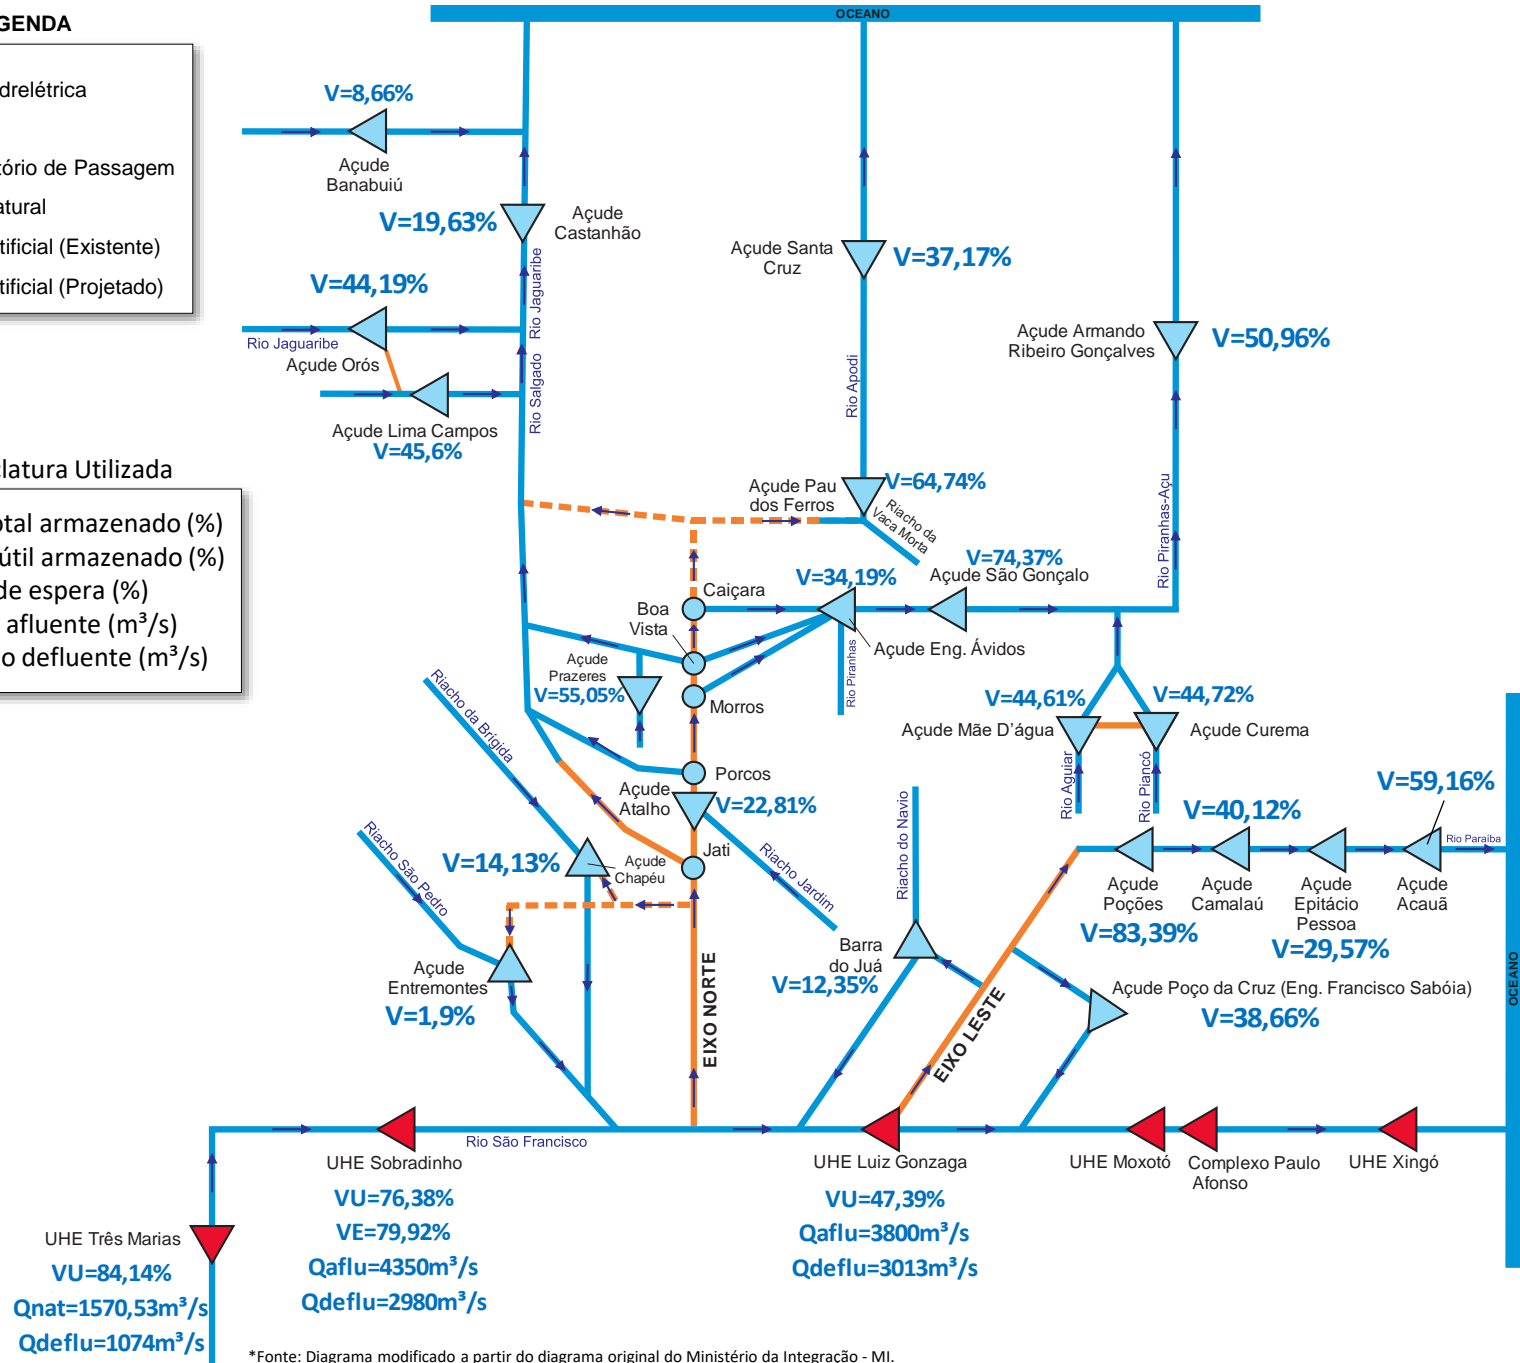 OCEANO
GENDA
drelétrica
tório de Passagem
atural
tificial (Existente)
tificial (Projetado)
V=8,66%
Açude
Banabuiú
V=19,63%
Açude
Castanhão
Rio Jaguaribe
V=44,19%
Rio Jaguaribe
Açude Orós
Rio Salgado
Açude Lima Campos
V=45,6%
Açude Santa
Cruz
V=37,17%
Rio Apodi
Açude Armando
Ribeiro Gonçalves
V=50,96%
Rio Piranhas-Açu
clatura Utilizada
otal armazenado (%)
útil armazenado (%)
de espera (%)
afluente (m³/s)
o defluente (m³/s)
Açude Pau
dos Ferros
V=64,74%
Riacho da
Vaca Morta
V=74,37%
Açude São Gonçalo
V=34,19%
Açude Eng. Ávidos
Rio Piranhas
Caiçara
Boa
Vista
Morros
Açude
Prazeres
V=55,05%
Porcos
Açude
Atalho
V=22,81%
Jati
Riacho Jardim
Riacho da Brígida
Riacho São Pedro
V=14,13%
Açude
Chapéu
Açude
Entremontes
V=1,9%
EIXO NORTE
V=44,61%
V=44,72%
Açude Mãe D'água
Açude Curema
Rio Aguiar
Rio Piancó
V=59,16%
V=40,12%
Rio Paraíba
Açude
Poções
V=83,39%
Açude
Camalaú
Açude
Epitácio
Pessoa
V=29,57%
Açude
Acauã
Riacho do Navio
Barra
do Juá
V=12,35%
EIXO LESTE
Açude Poço da Cruz (Eng. Francisco Sabóia)
V=38,66%
OCEANO
Rio São Francisco
UHE Sobradinho
VU=76,38%
VE=79,92%
Qaflu=4350m³/s
Qdeflu=2980m³/s
UHE Luiz Gonzaga
VU=47,39%
Qaflu=3800m³/s
Qdeflu=3013m³/s
UHE Moxotó
Complexo Paulo
Afonso
UHE Xingó
UHE Três Marias
VU=84,14%
Qnat=1570,53m³/s
Qdeflu=1074m³/s
*Fonte: Diagrama modificado a partir do diagrama original do Ministério da Integração - MI.